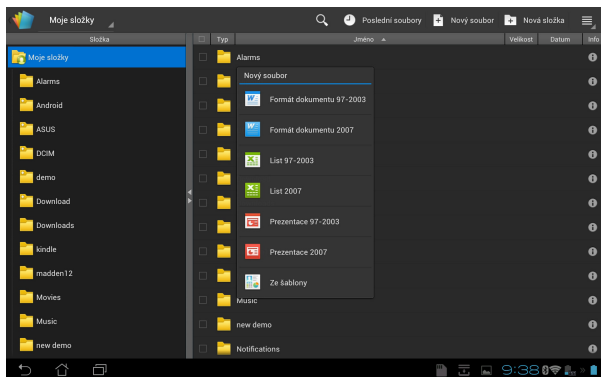 Moje složky
Poslední soubory
Nový soubor
Nová složka
Složka
Typ
Jméno
Velikost
Datum
Info
Moje složky
Alarms
Android
ASUS
DCIM
demo
Download
Downloads
kindle
madden12
Movies
Music
new demo
Alarms
Nový soubor
Formát dokumentu 97-2003
Formát dokumentu 2007
List 97-2003
List 2007
Prezentace 97-2003
Prezentace 2007
Ze šablony
Music
new demo
Notifications
9:38